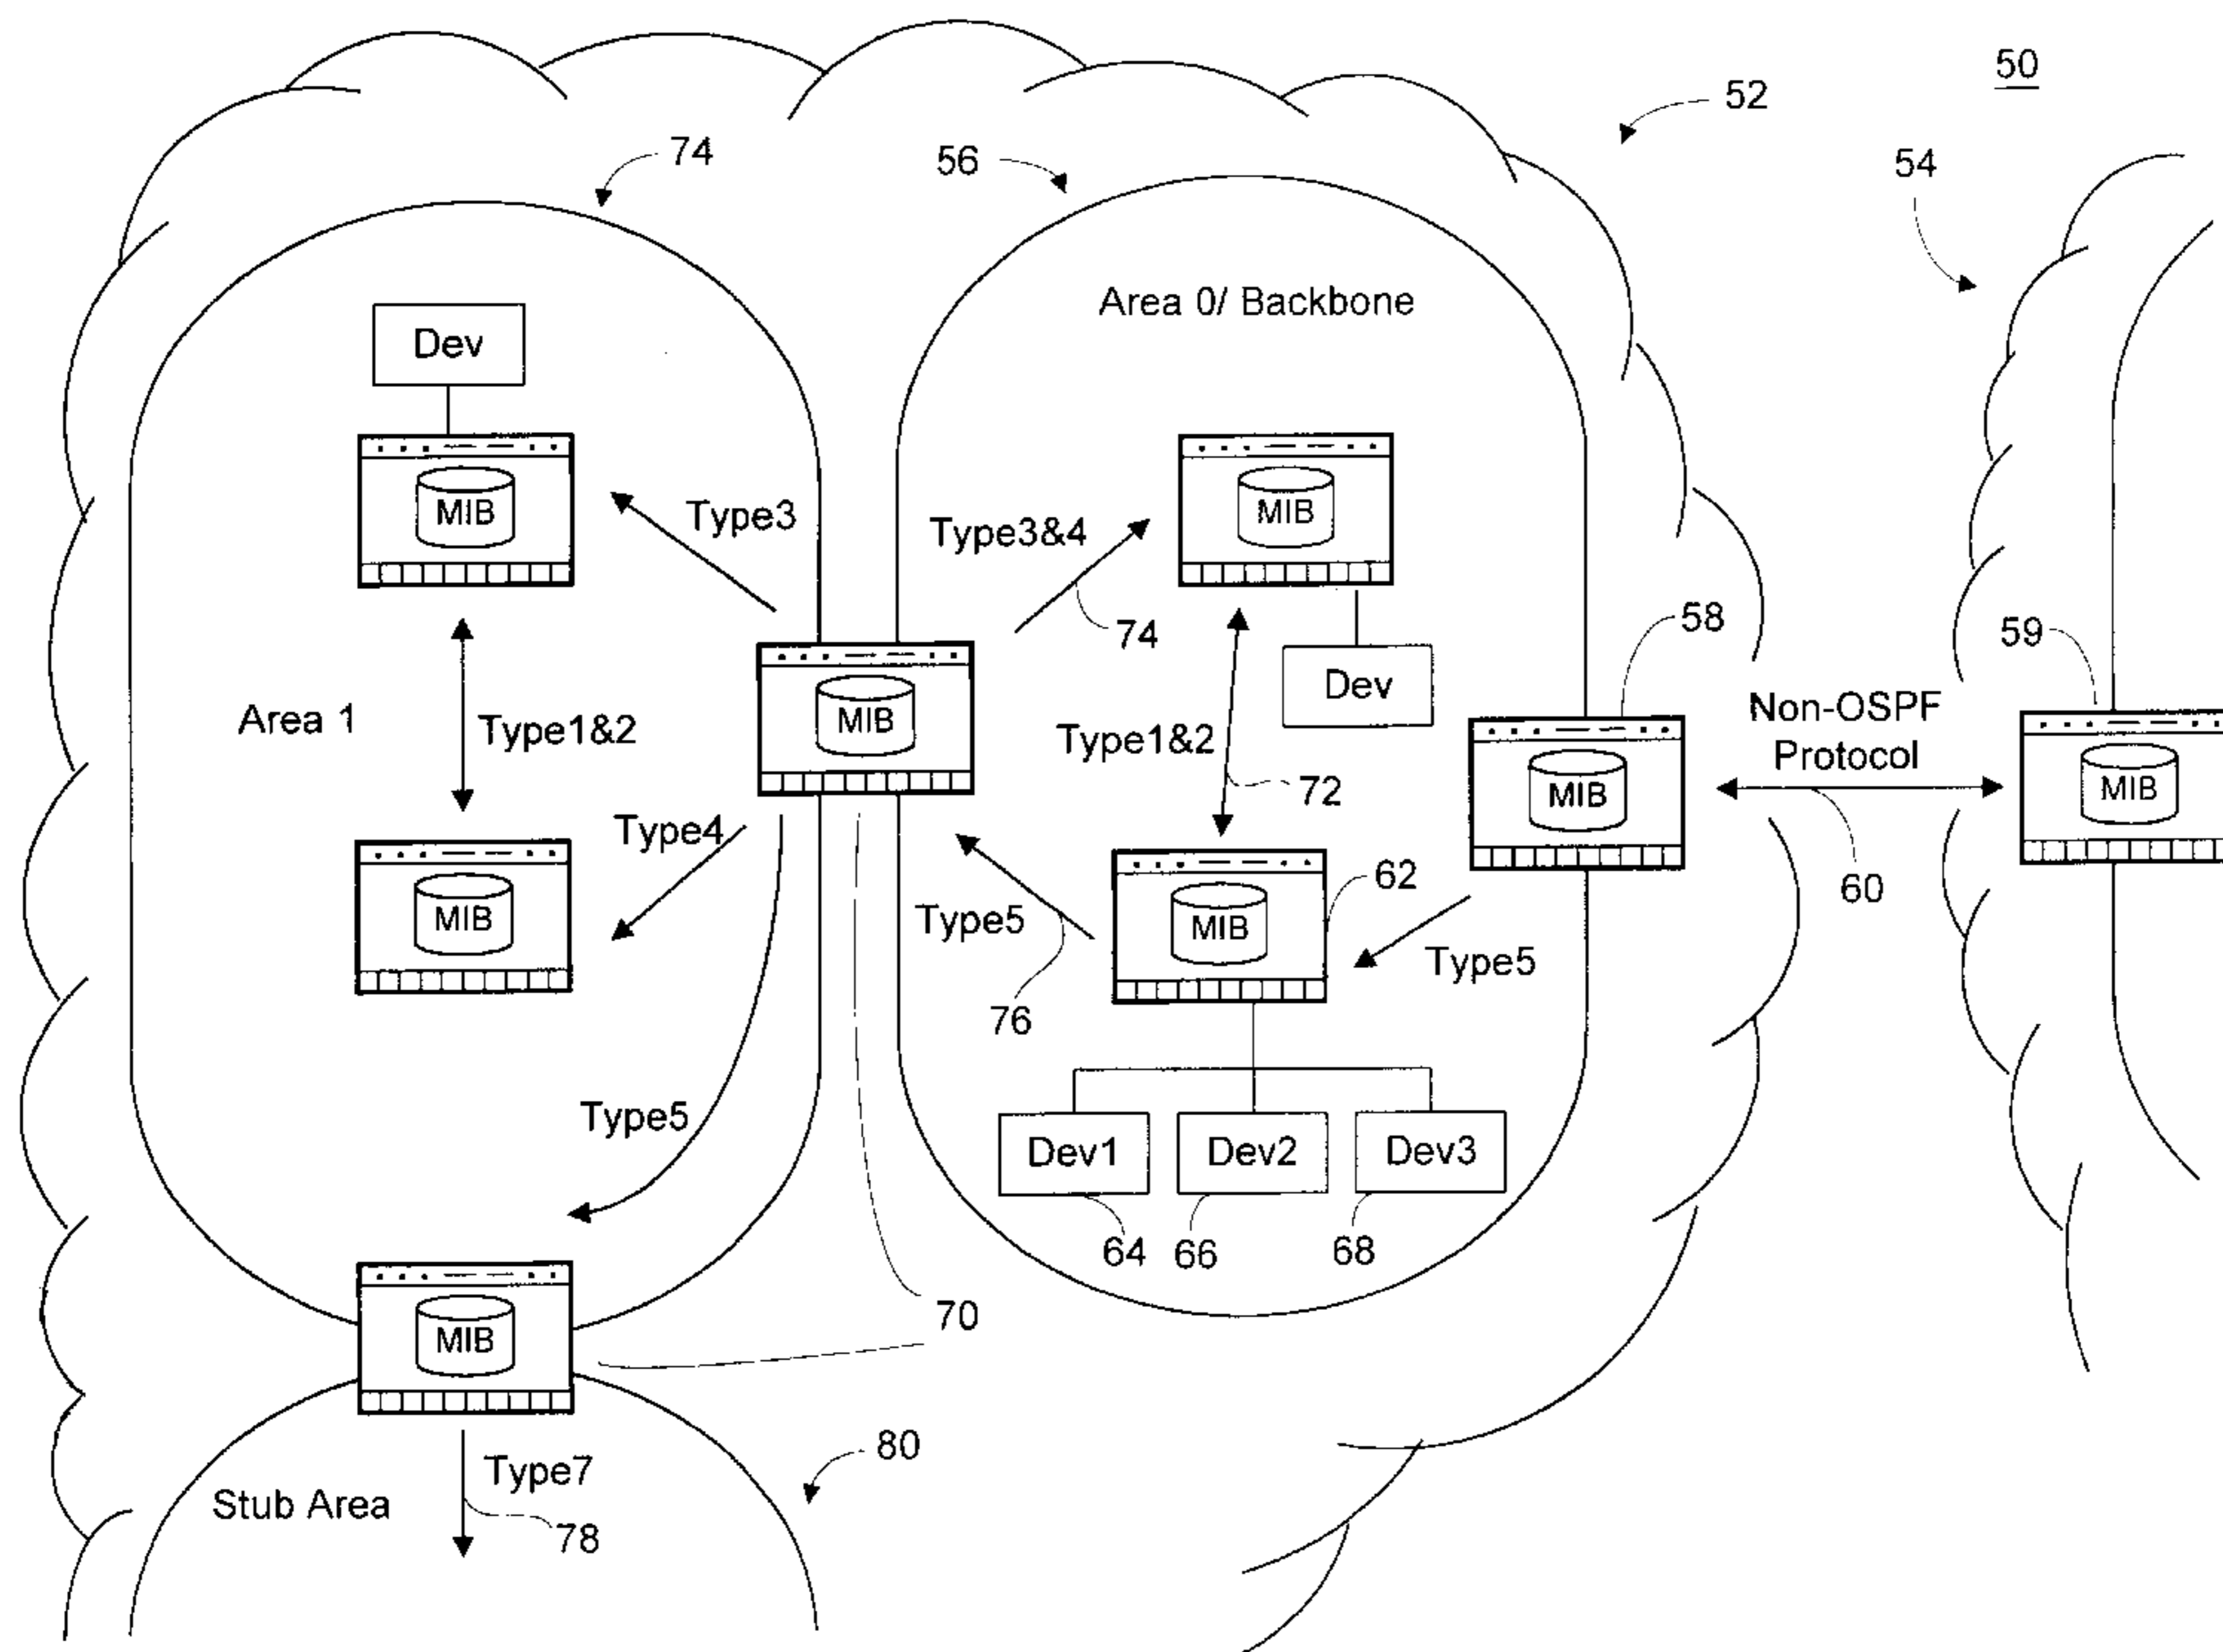 50
52
54
74
56
Area 0/ Backbone
Dev
MIB
MIB
Type3
Type3&4
74
58
59
Dev
Non-OSPF
Protocol
Area 1
Type1&2
MIB
Type1&2
72
MIB
MIB
60
Type4
62
MIB
Type5
MIB
Type5
76
Type5
Dev1
Dev2
Dev3
64
66
68
70
MIB
80
Type7
Stub Area
78